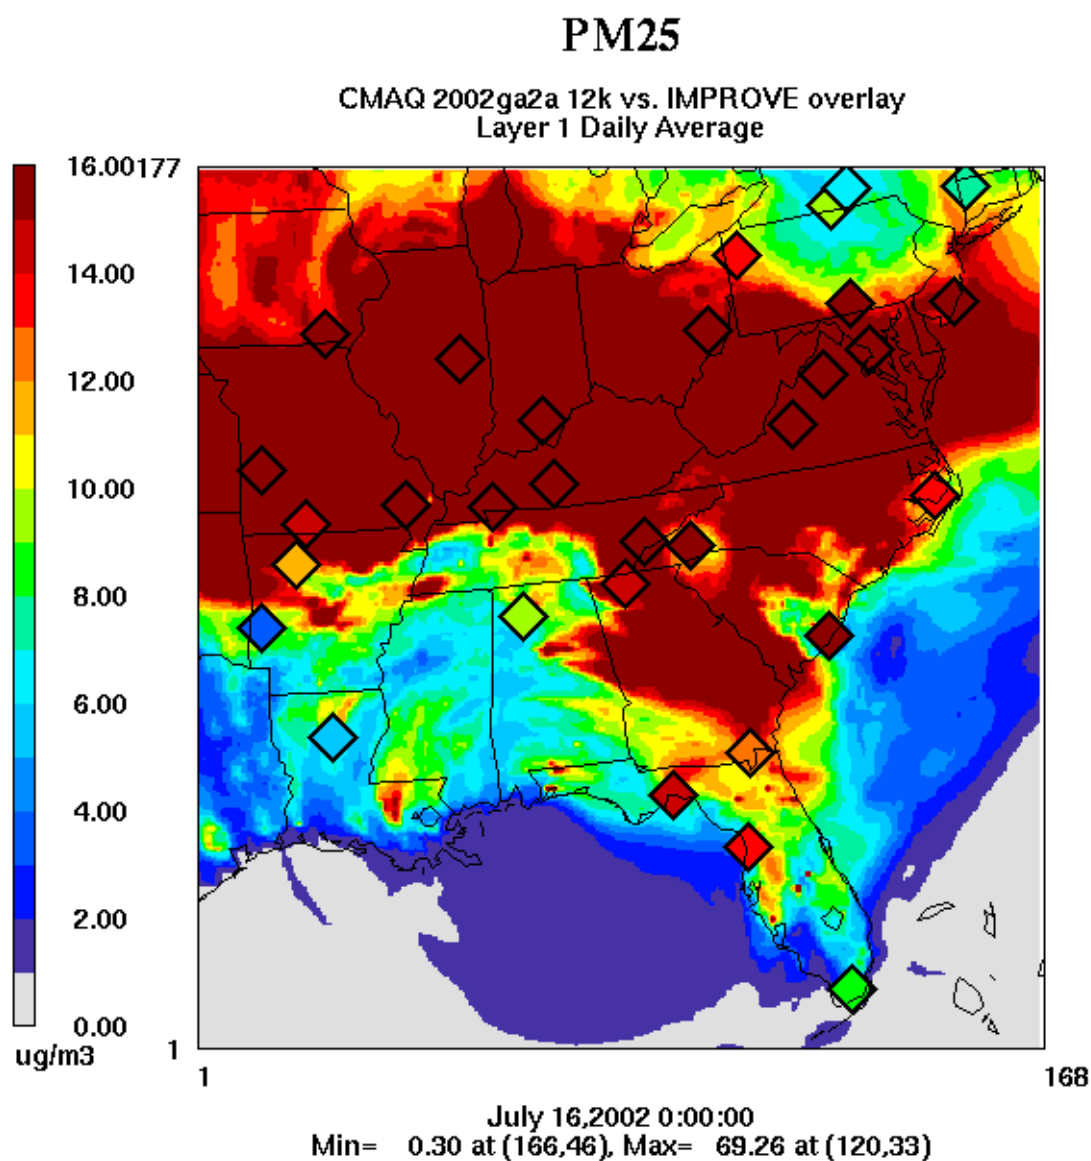 PM25
CMAQ 2002ga2a 12k vs. IMPROVE overlay
Layer 1 Daily Average
16.00
177
14.00
12.00
10.00
8.00
6.00
4.00
2.00
0.00
ug/m3
1
1
168
July 16,2002 0:00:00
Min= 0.30 at (166,46), Max= 69.26 at (120,33)